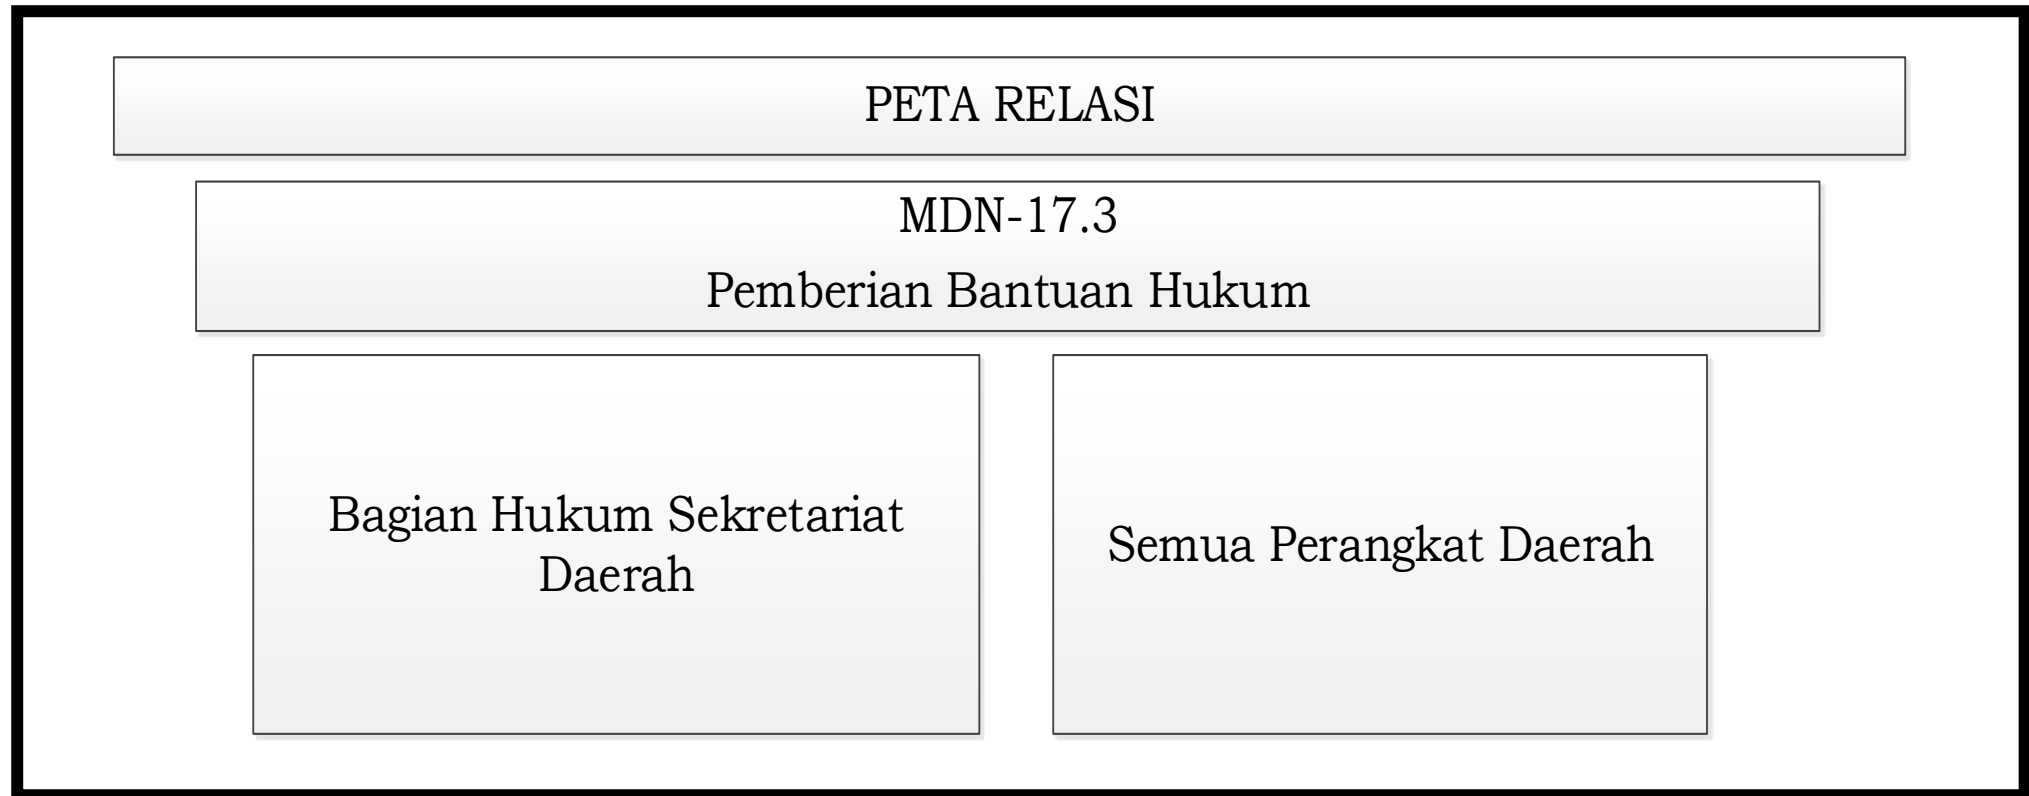 PETA RELASI
MDN-17.3
Pemberian Bantuan Hukum
Bagian Hukum Sekretariat
Daerah
Semua Perangkat Daerah